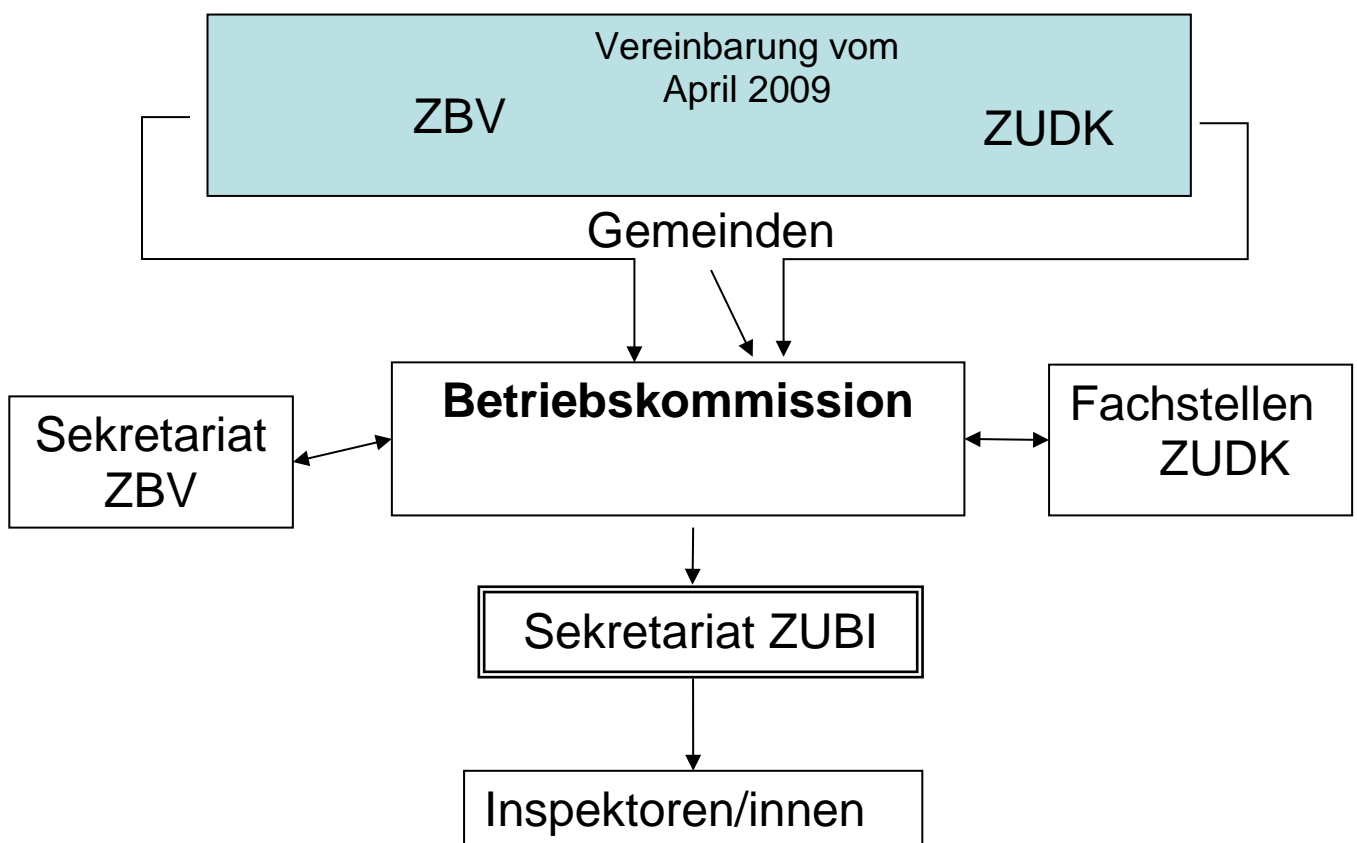 Vereinbarung vom
April 2009
ZBV
ZUDK
Gemeinden
Betriebskommission
Sekretariat
ZBV
Fachstellen
ZUDK
Sekretariat ZUBI
Inspektoren/innen